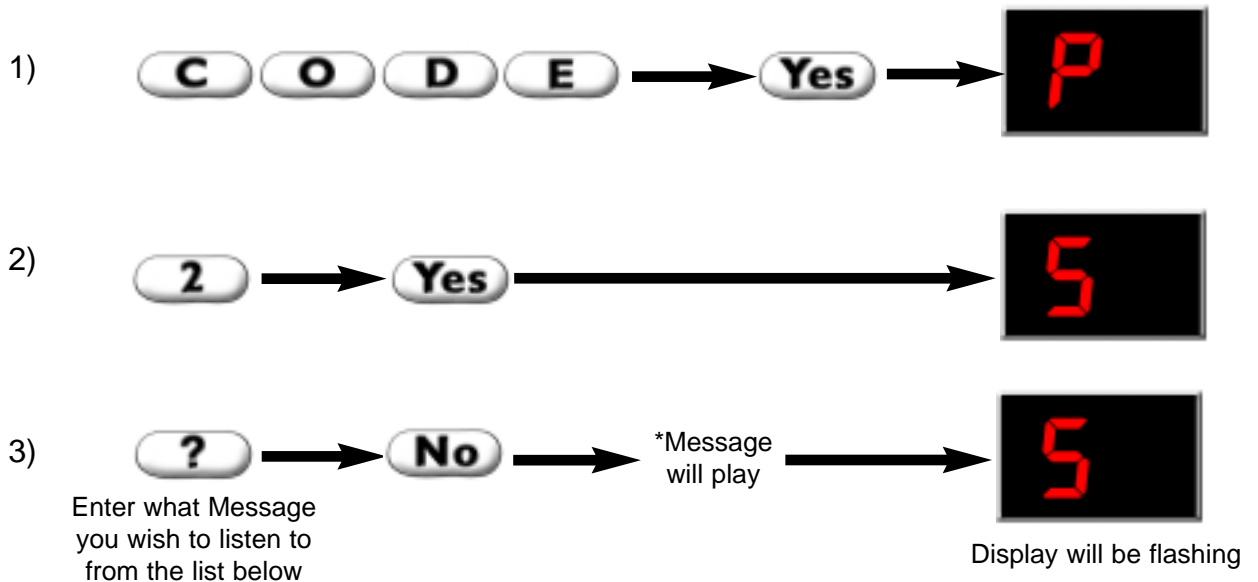 1) C O D E Yes P
2) 2 Yes 5
3) ? No *Message
will play 5
Enter what Message
you wish to listen to
from the list below
Display will be flashing